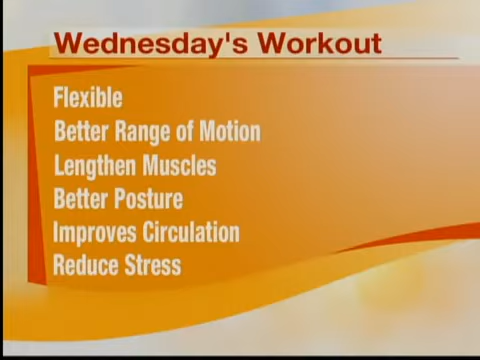 Wednesday's Workout
Flexible
Better Range of Motion
Lengthen Muscles
Better Posture
Improves Circulation
Reduce Stress